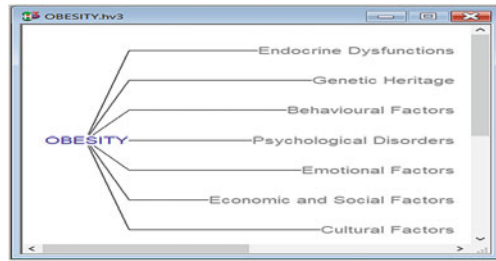 OBESITY.hv3
Endocrine Dysfunctions
Genetic Heritage
Behavioural Factors
OBESITY
Psychological Disorders
Emotional Factors
Economic and Social Factors
Cultural Factors